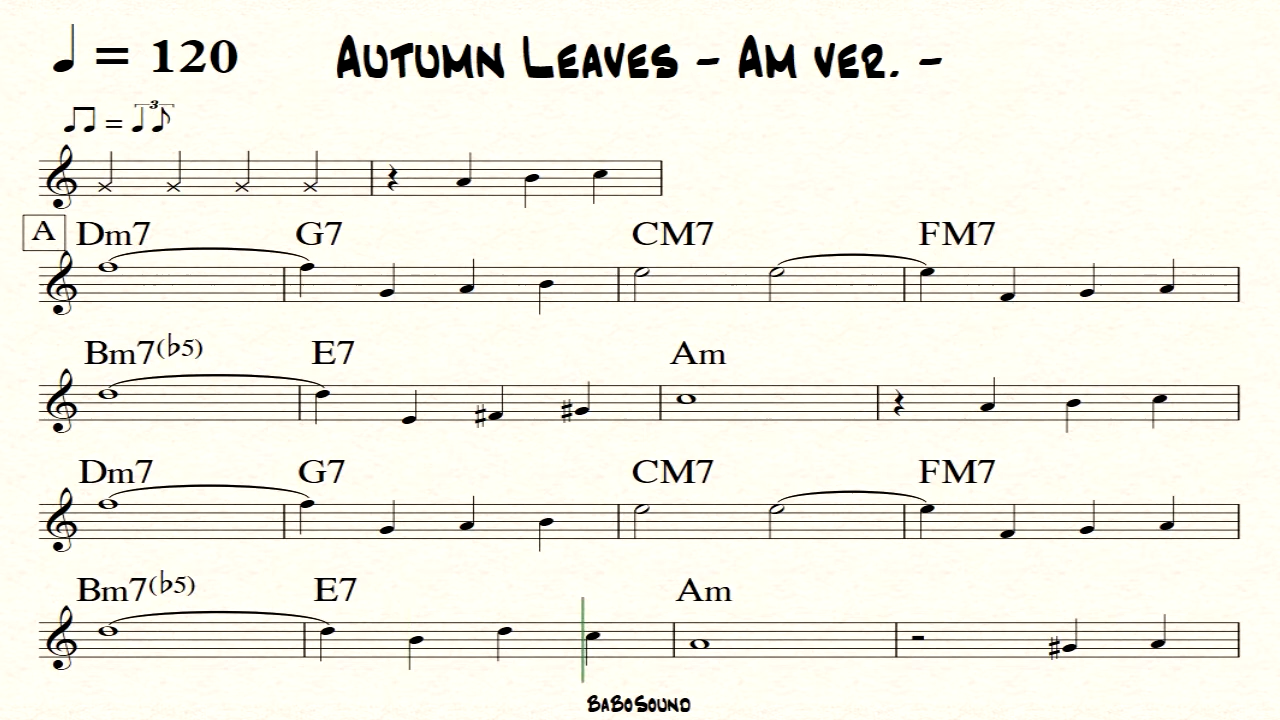 = 120 Autumn Leaves - Am ver. -
= 3
A Dm7 G7 CM7 FM7
Bm7(♭5) E7 Am
Dm7 G7 CM7 FM7
Bm7(♭5) E7 Am
BaBoSound